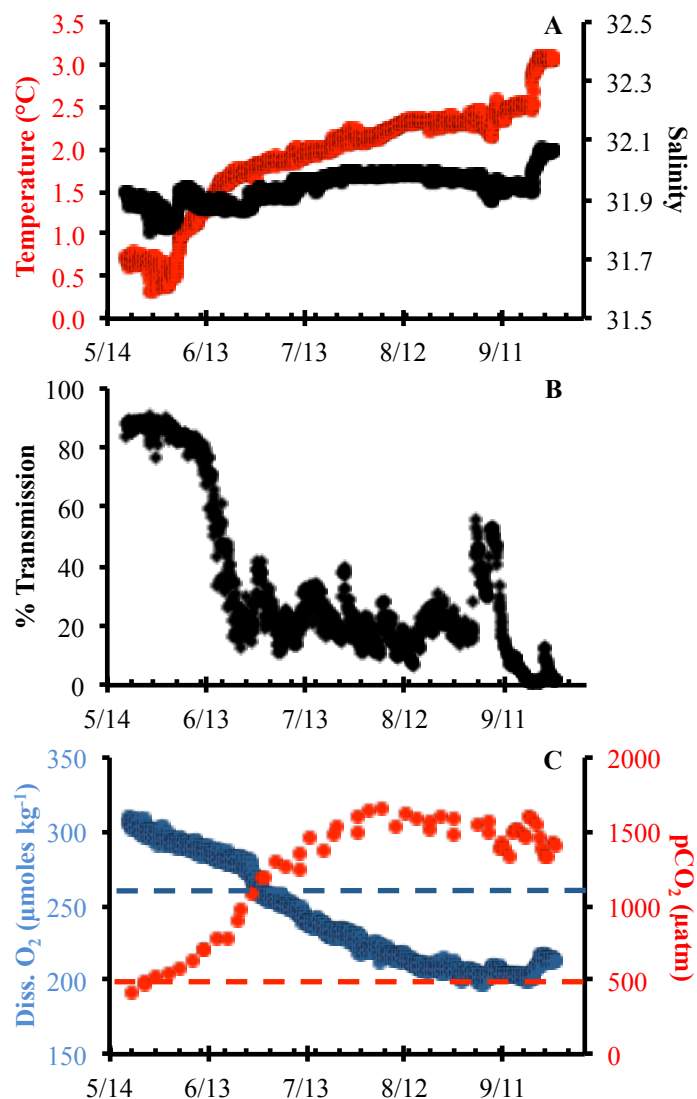 A
3.5
3.0
2.5
2.0
1.5
1.0
0.5
0.0
Temperature (°C)
32.5
32.3
32.1
31.9
31.7
31.5
Salinity
5/14 6/13 7/13 8/12 9/11
B
100
80
60
40
20
0
% Transmission
5/14 6/13 7/13 8/12 9/11
C
350
300
250
200
150
Diss. O₂ (µmoles kg⁻¹)
2000
1500
1000
500
0
pCO₂ (µatm)
5/14 6/13 7/13 8/12 9/11